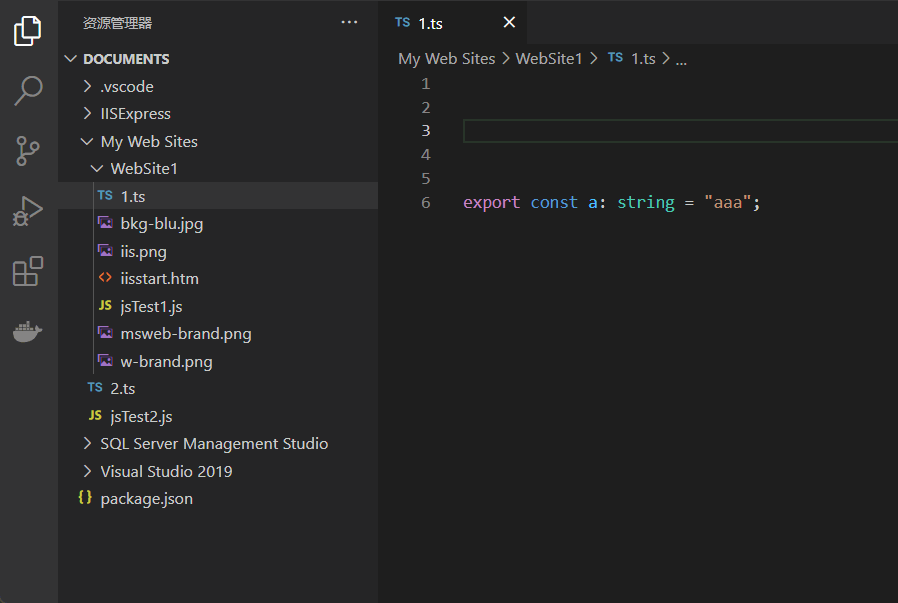 资源管理器 ...
DOCUMENTS
.vscode
IISExpress
My Web Sites
WebSite1
TS 1.ts
bkg-blu.jpg
iis.png
<> iisstart.htm
JS jsTest1.js
msweb-brand.png
w-brand.png
TS 2.ts
JS jsTest2.js
SQL Server Management Studio
Visual Studio 2019
{} package.json
TS 1.ts
My Web Sites > WebSite1 > TS 1.ts > ...
1
2
3
4
5
6 export const a: string = "aaa";